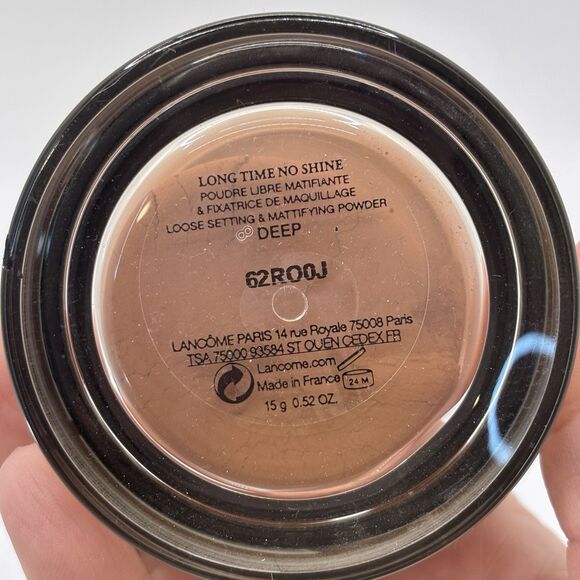 LONG TIME NO SHINE
POUDRE LIBRE MATIFIANTE
& FIXATRICE DE MAQUILLAGE
LOOSE SETTING & MATTIFYING POWDER
DEEP
62RO0J
LANCÔME PARIS 14 rue Royale 75008 Paris
TSA 75000 93584 ST OUEN CEDEX FR
Lancome.com
Made in France 24 M
15 g 0.52 OZ.